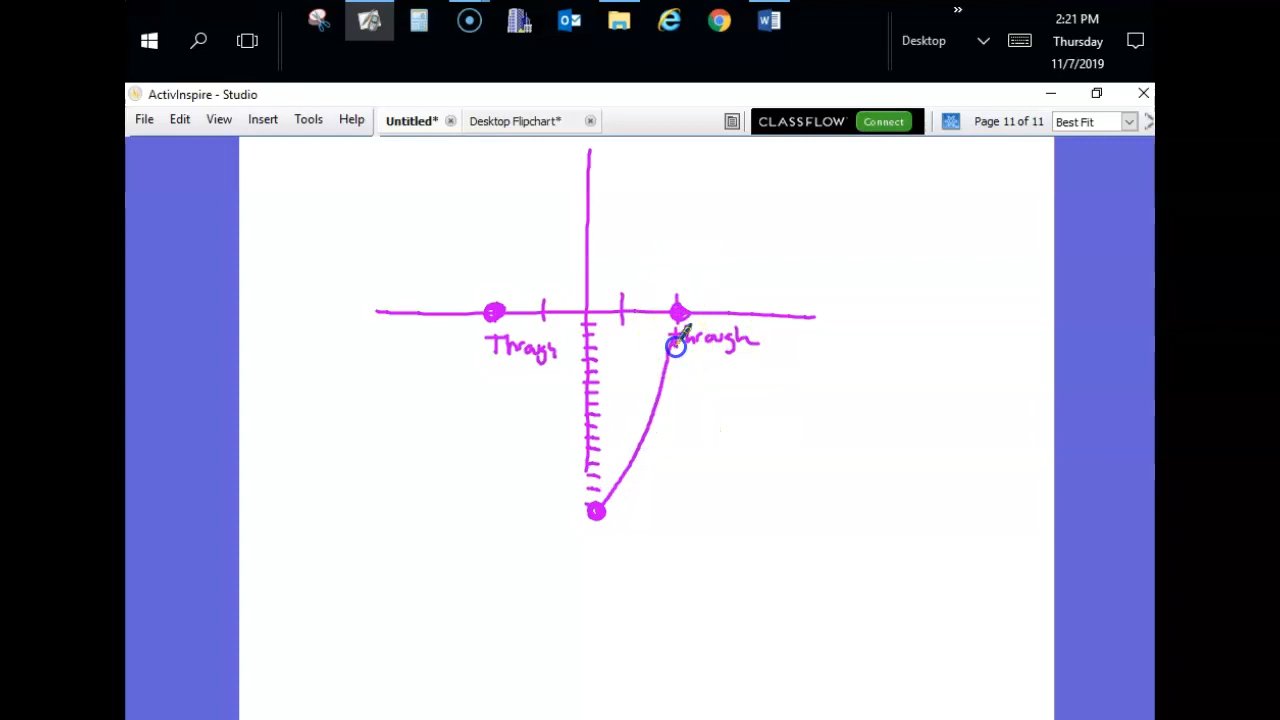 2:21 PM
Desktop
Thursday
11/7/2019
ActivInspire - Studio
File Edit View Insert Tools Help Untitled* Desktop Flipchart* CLASSFLOW Connect Page 11 of 11 Best Fit
Through
through